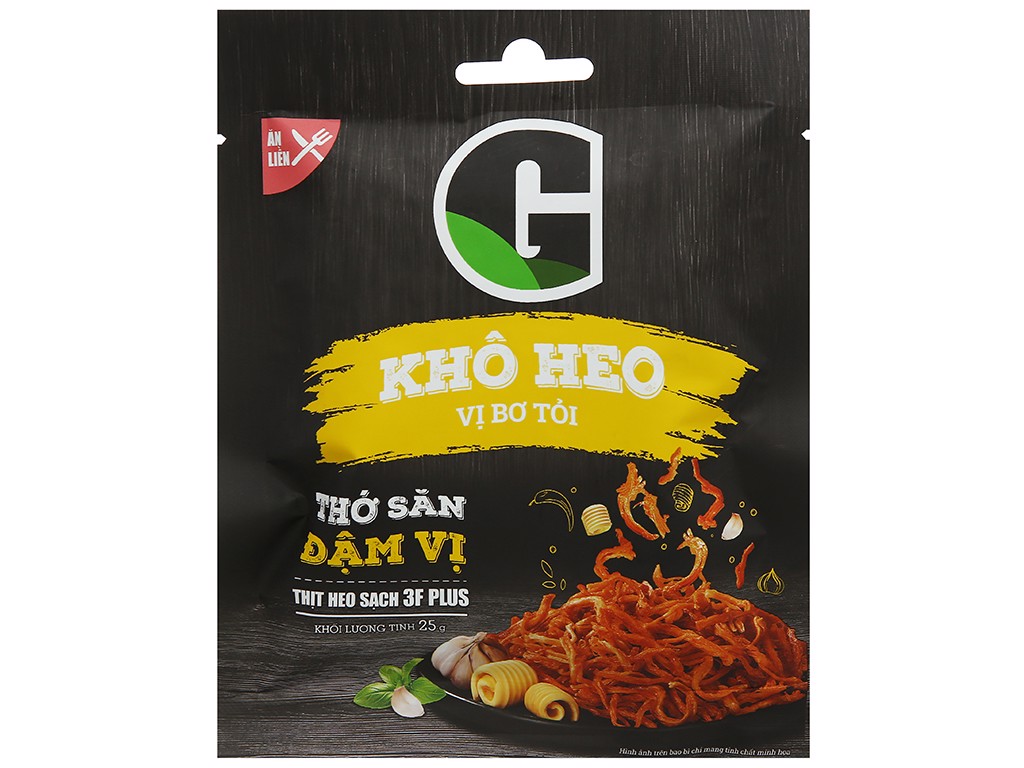 ĂN
LIỀN
G
KHÔ HEO
VỊ BƠ TỎI
THỚ SĂN
ĐẬM VỊ
THỊT HEO SẠCH 3F PLUS
KHỐI LƯỢNG TỊNH 25 g
Hình ảnh trên bao bì chỉ mang tính chất minh họa